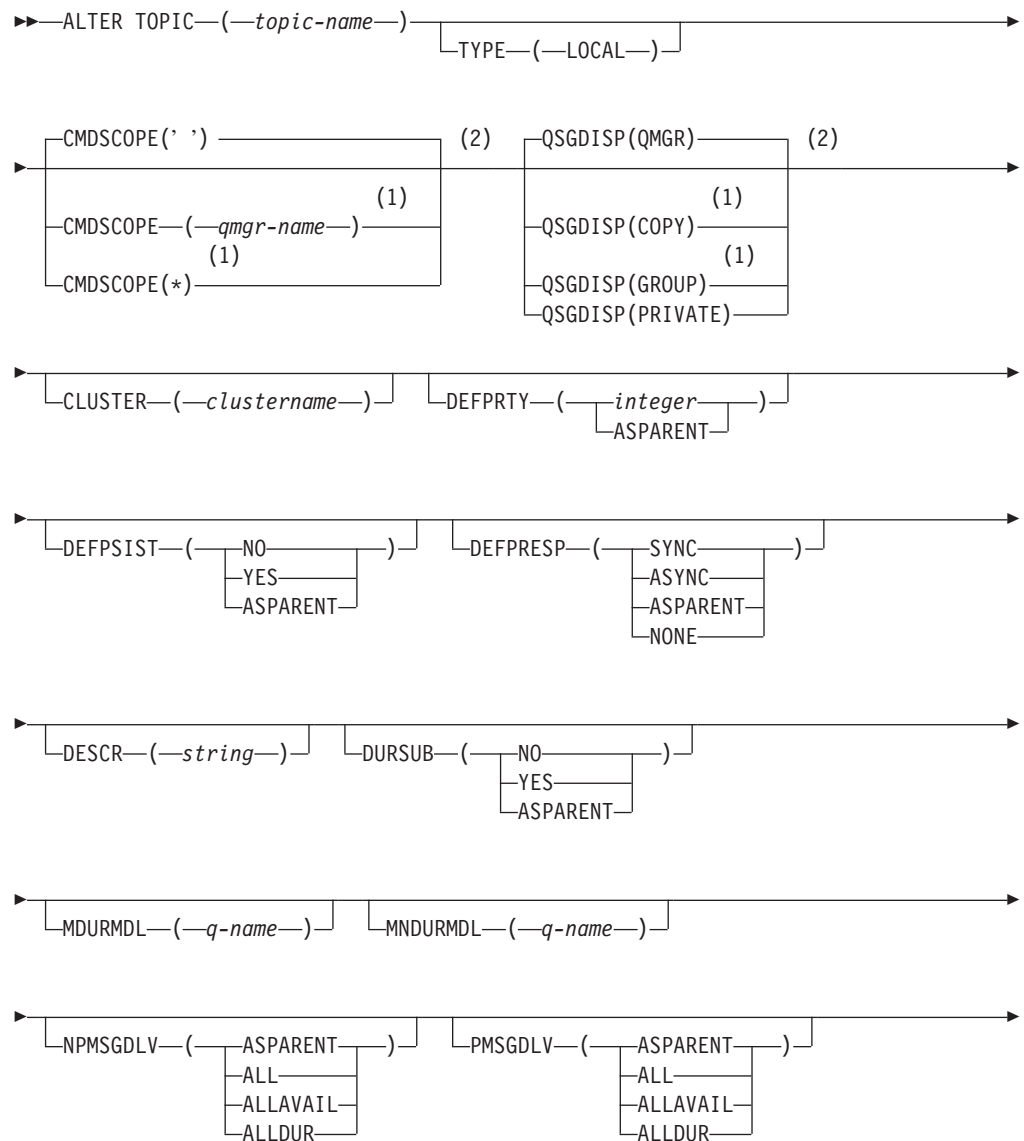 ALTER TOPIC ( topic-name )
TYPE ( LOCAL )
CMDSCOPE(' ') (2) QSGDISP(QMGR) (2)
(1) (1)
CMDSCOPE ( qmgr-name ) QSGDISP(COPY)
(1) (1)
CMDSCOPE(*) QSGDISP(GROUP)
QSGDISP(PRIVATE)
CLUSTER ( clustername ) DEFPRTY ( integer )
ASPARENT
DEFPSIST ( NO ) DEFPRESP ( SYNC )
YES ASYNC
ASPARENT ASPARENT
NONE
DESCR ( string ) DURSUB ( NO )
YES
ASPARENT
MDURMDL ( q-name ) MNDURMDL ( q-name )
NPMSGDLV ( ASPARENT ) PMSGDLV ( ASPARENT )
ALL ALL
ALLAVAIL ALLAVAIL
ALLDUR ALLDUR